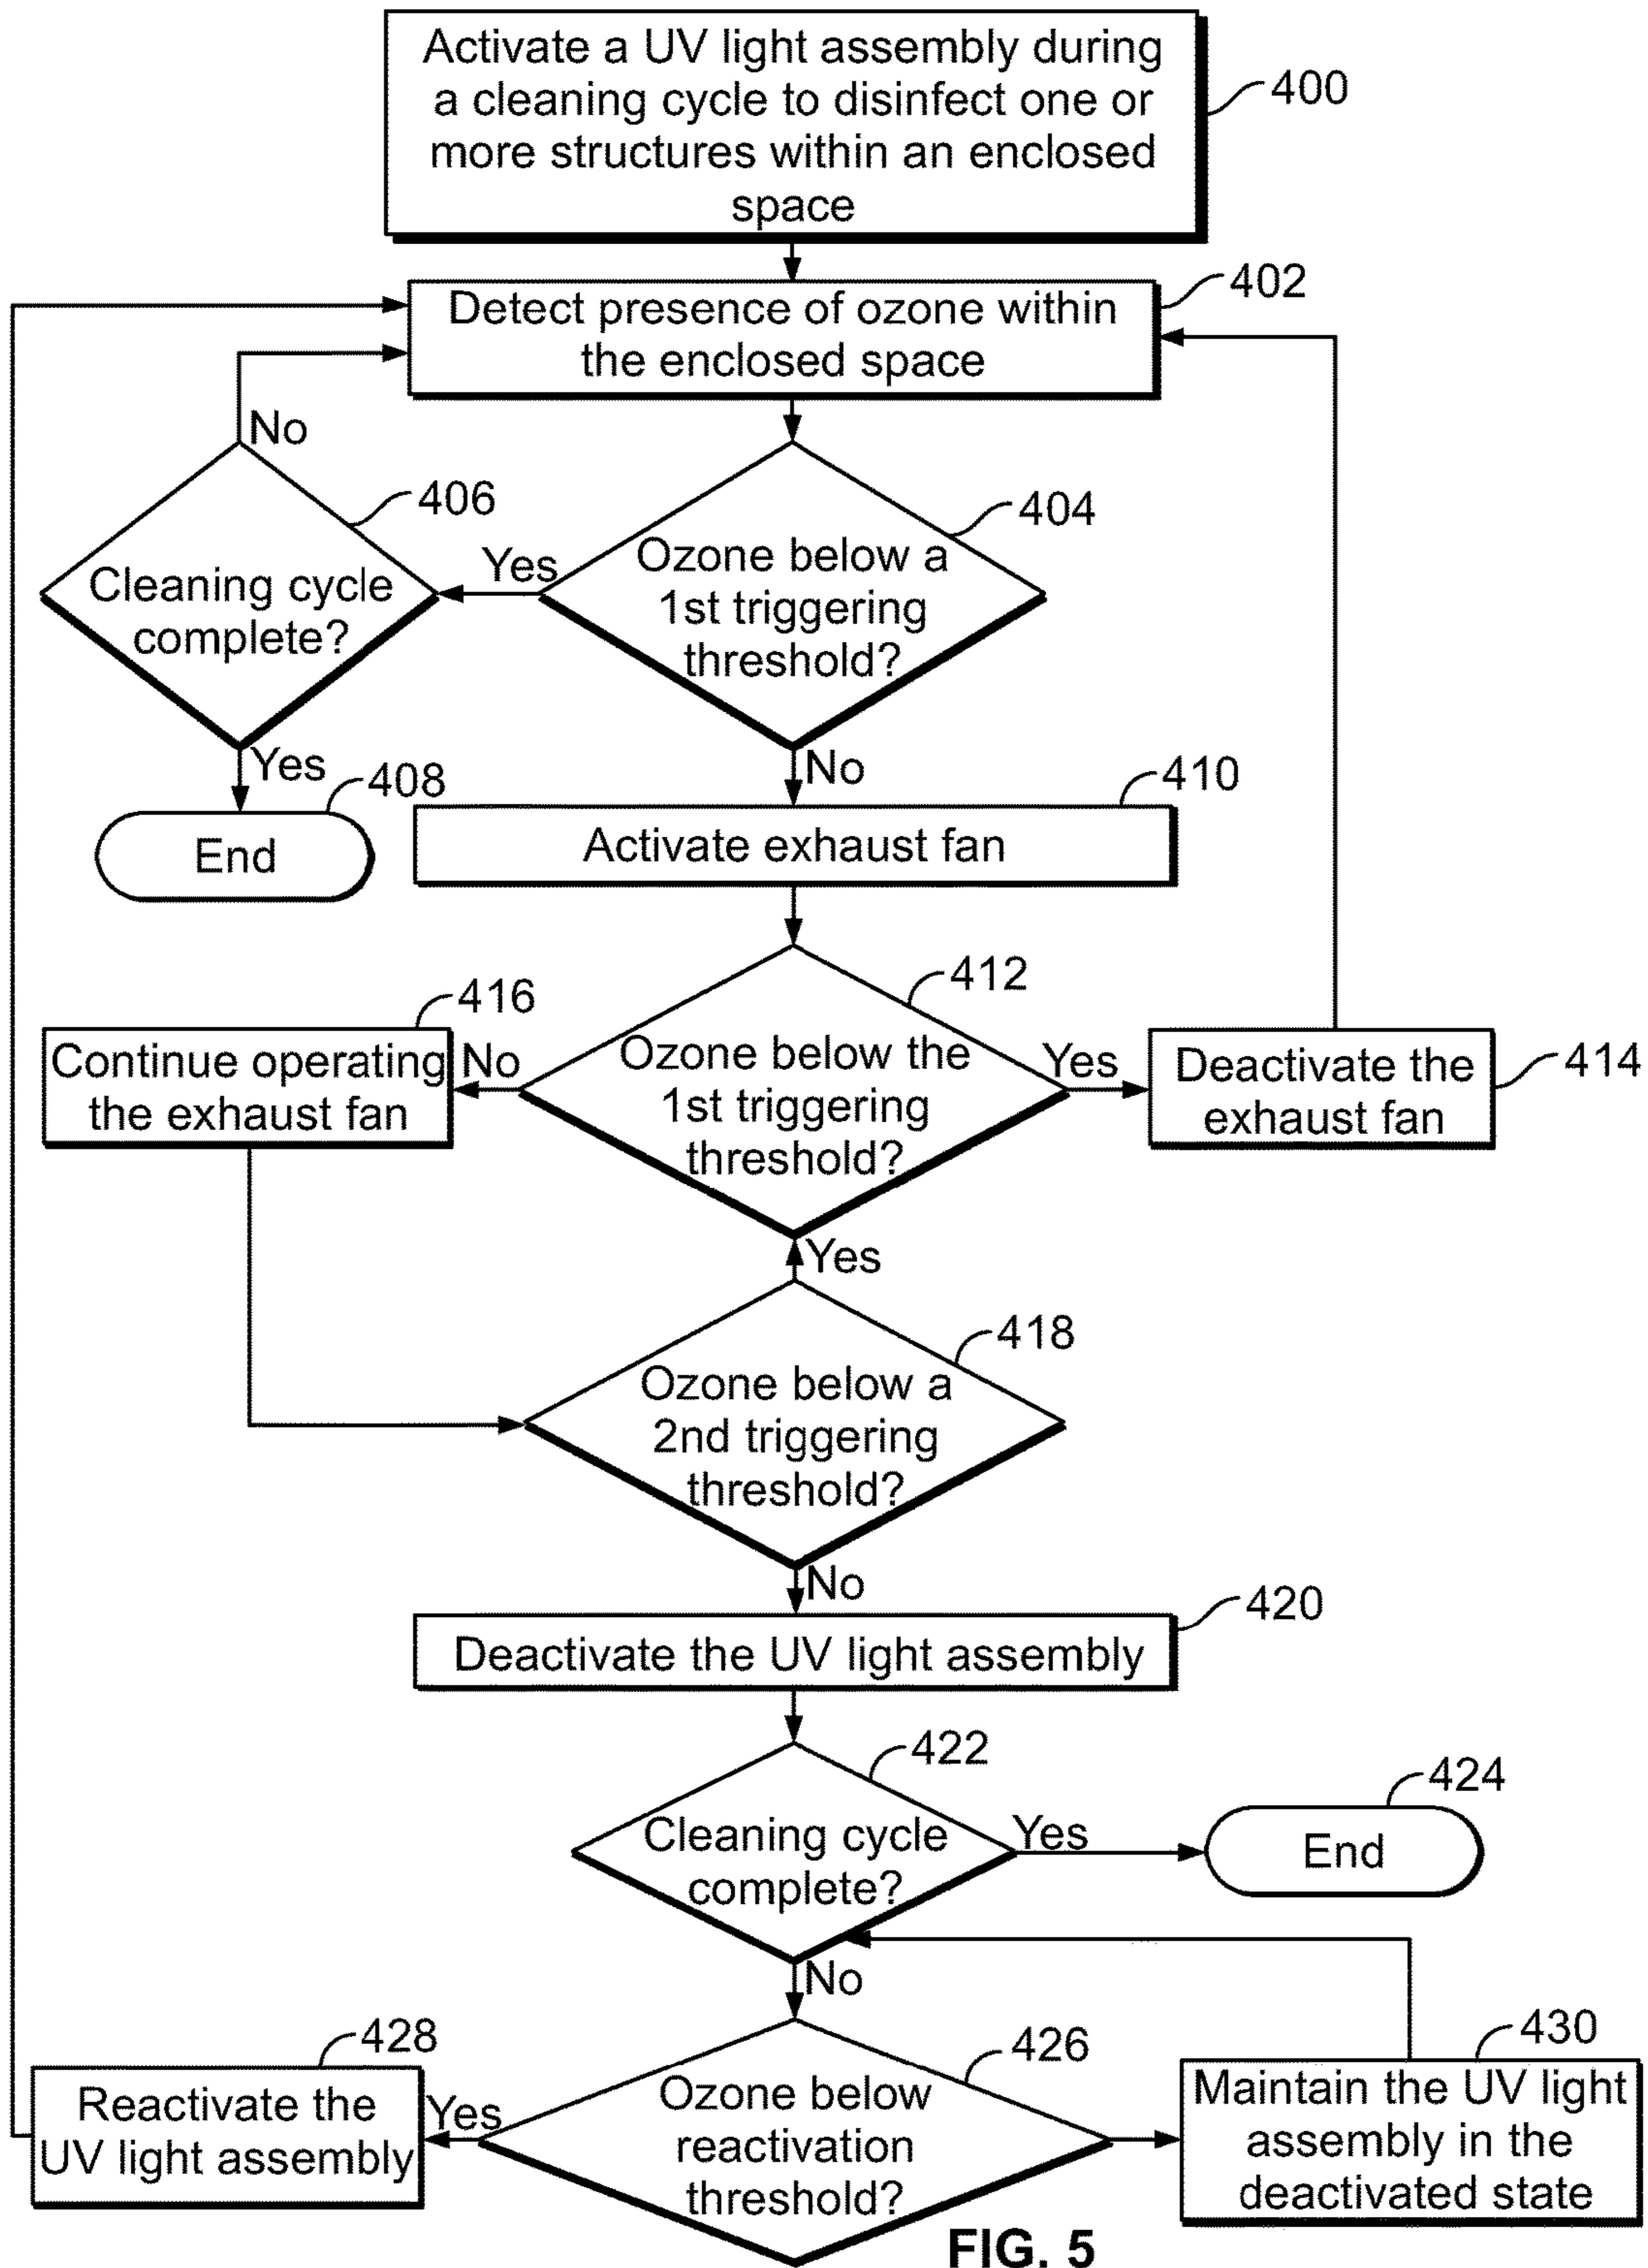 Activate a UV light assembly during
a cleaning cycle to disinfect one or
more structures within an enclosed
space
400
Detect presence of ozone within
the enclosed space
402
No
406
Cleaning cycle
complete?
Yes
404
Ozone below a
1st triggering
threshold?
Yes
408
End
No
410
Activate exhaust fan
412
Ozone below the
1st triggering
threshold?
416
Continue operating
the exhaust fan
No
Yes
Deactivate the
exhaust fan
414
Yes
418
Ozone below a
2nd triggering
threshold?
No
420
Deactivate the UV light assembly
422
Cleaning cycle
complete?
Yes
424
End
No
428
Reactivate the
UV light assembly
Yes
426
Ozone below
reactivation
threshold?
430
Maintain the UV light
assembly in the
deactivated state
FIG. 5